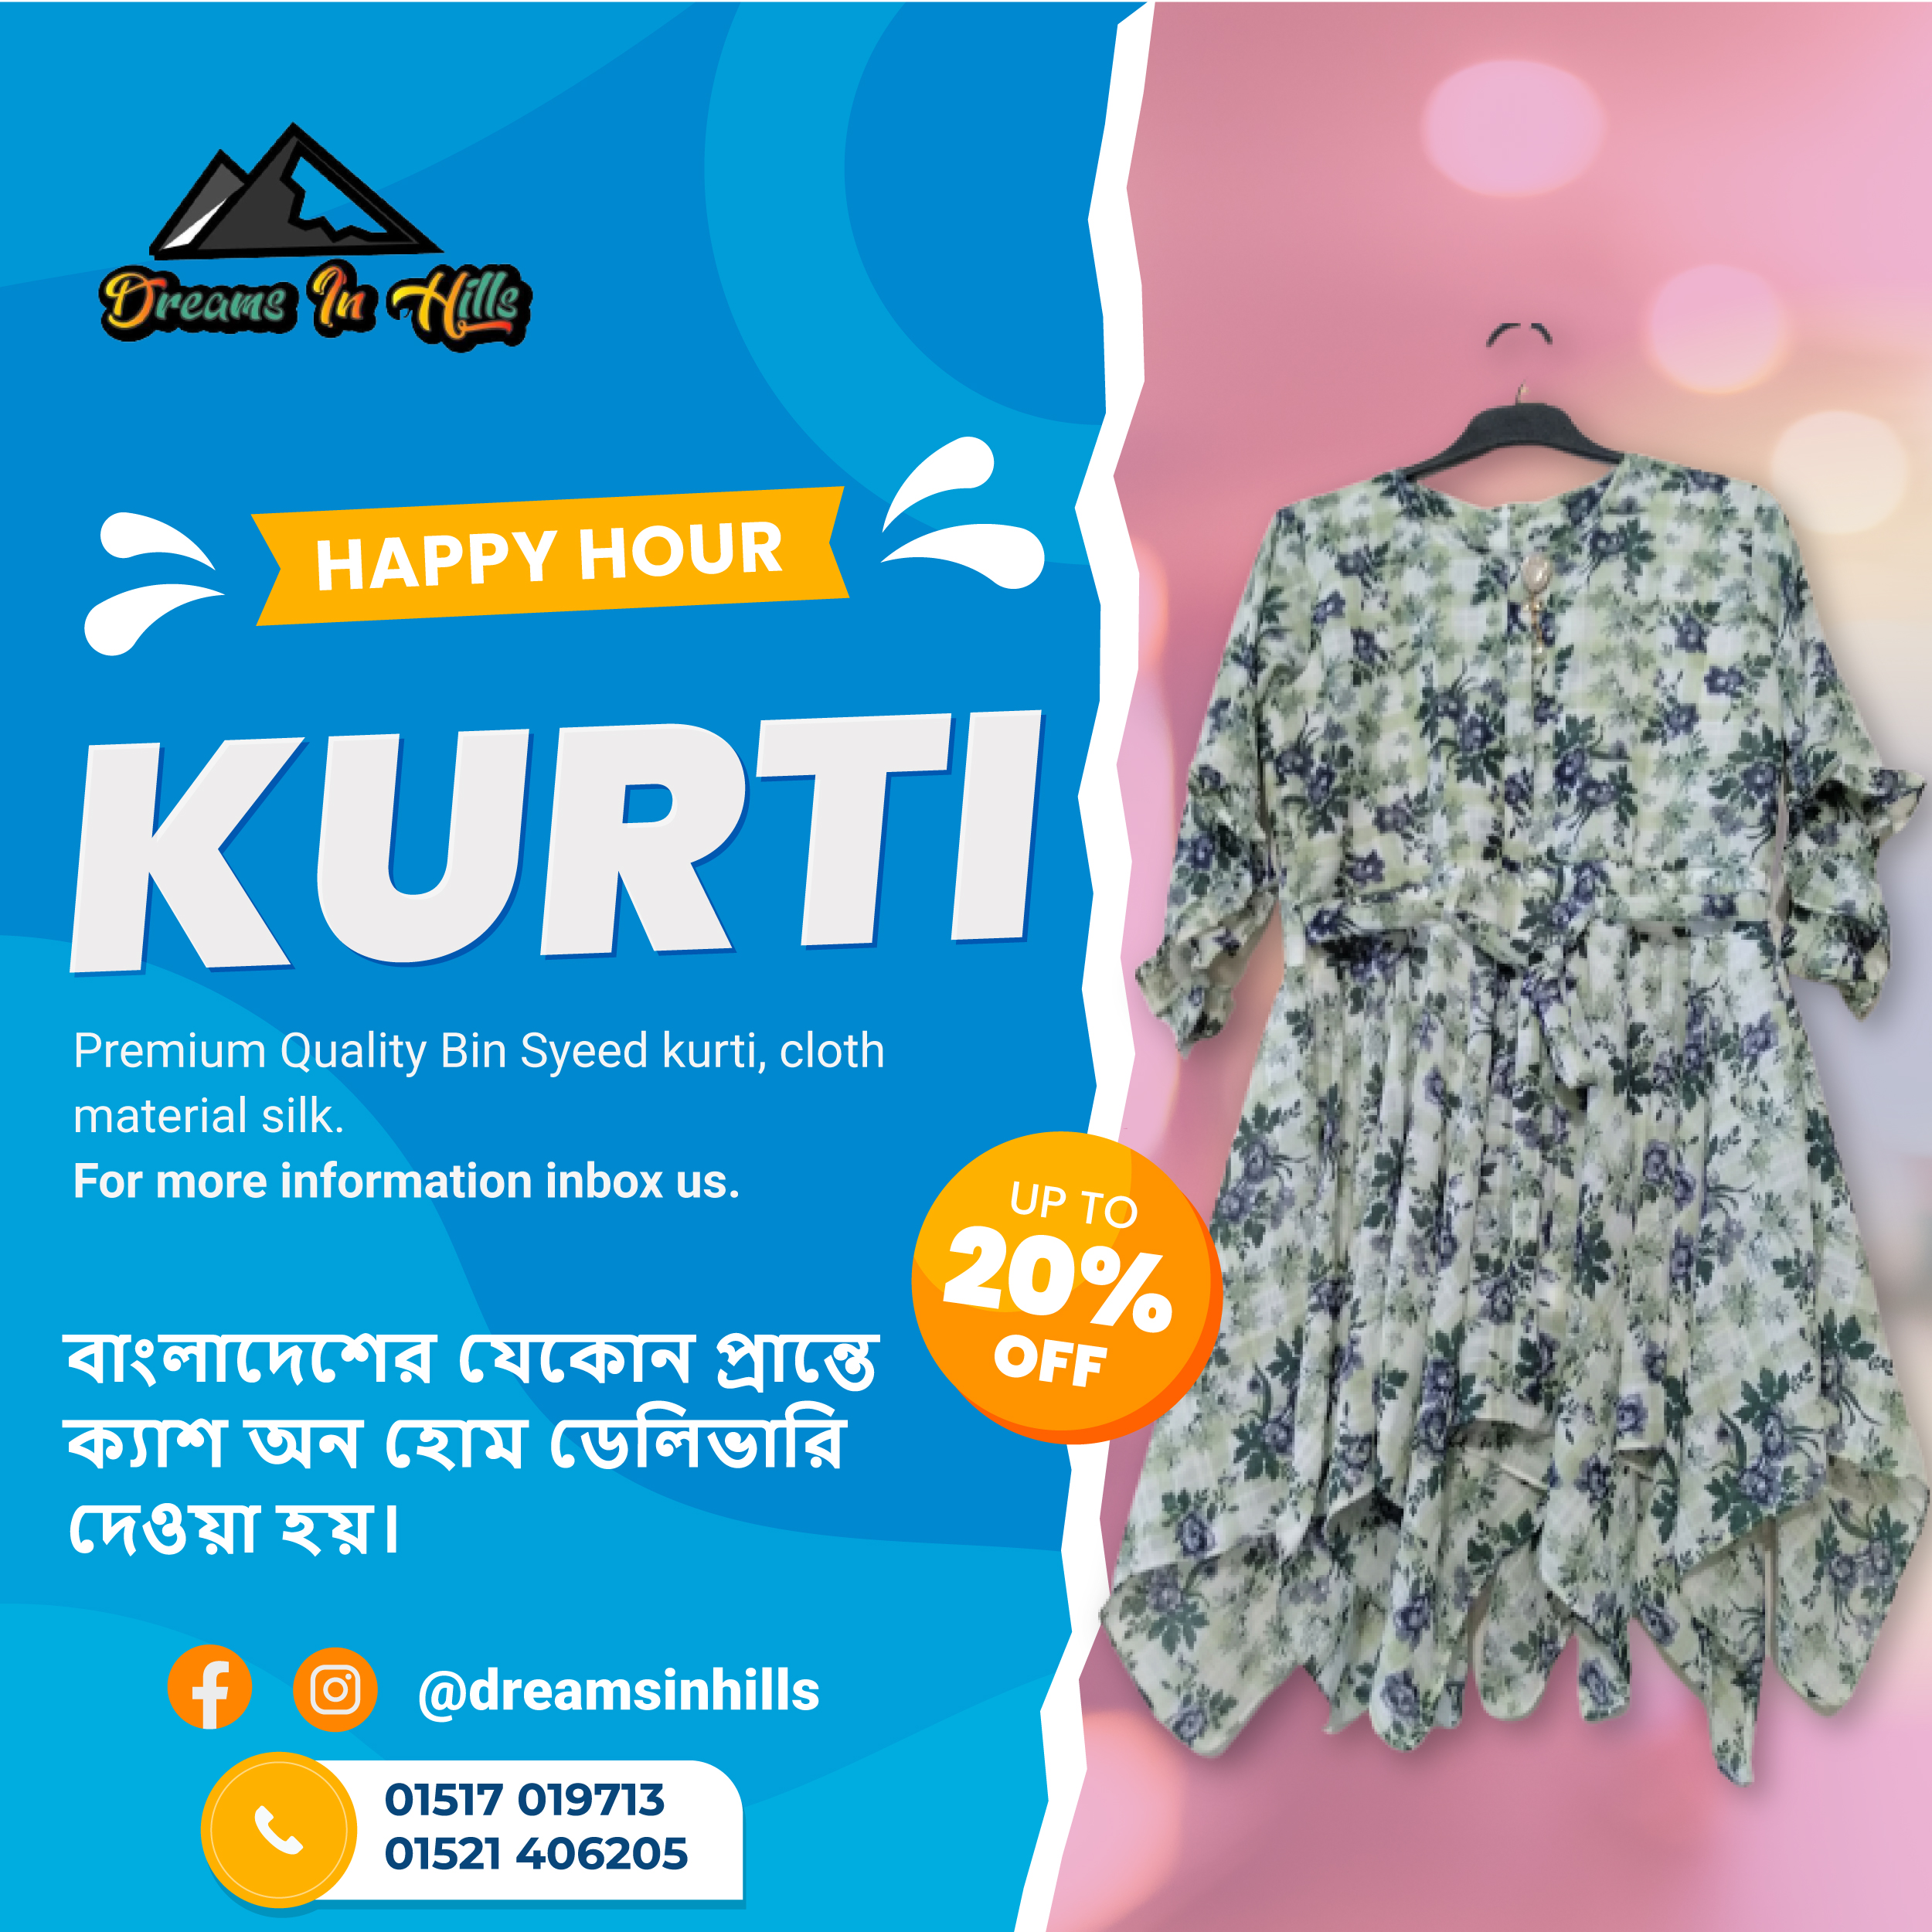 Dreams In Hills
HAPPY HOUR
KURTI
Premium Quality Bin Syeed kurti, cloth
material silk.
For more information inbox us.
UP TO
20%
OFF
বাংলাদেশের যেকোন প্রান্তে
ক্যাশ অন হোম ডেলিভারি
দেওয়া হয়।
@dreamsinhills
01517 019713
01521 406205